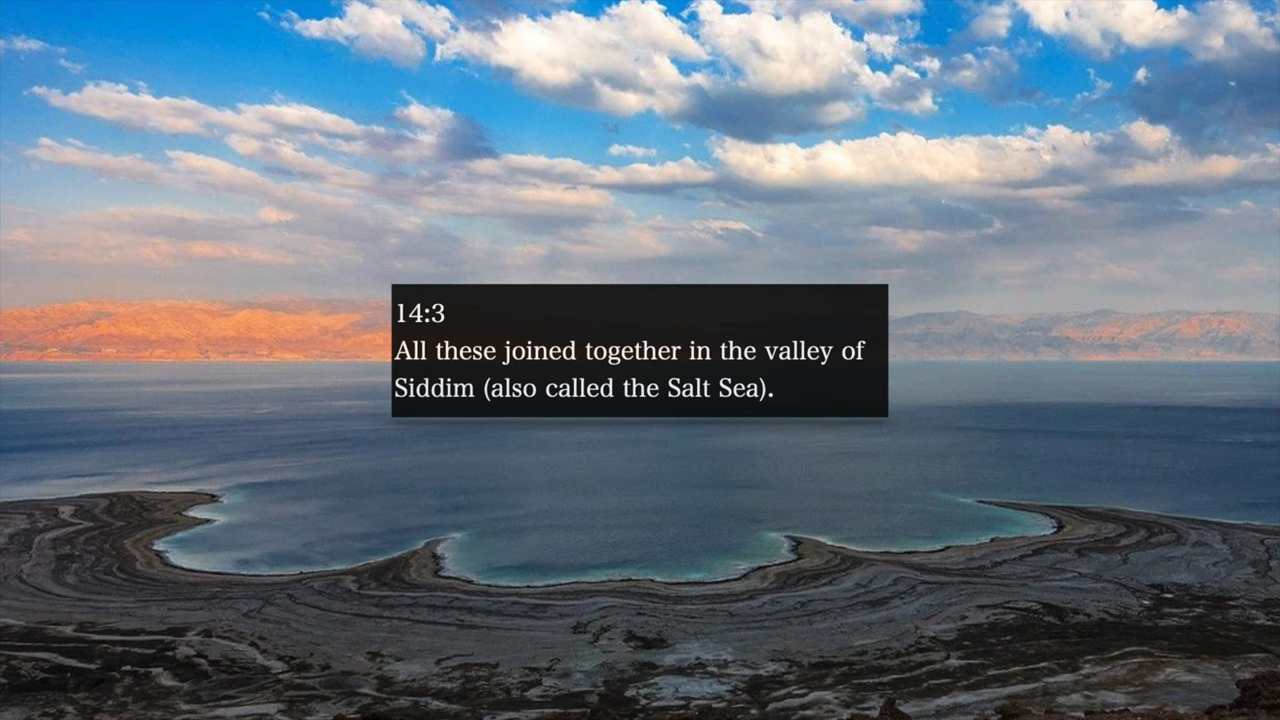 14:3
All these joined together in the valley of
Siddim (also called the Salt Sea).